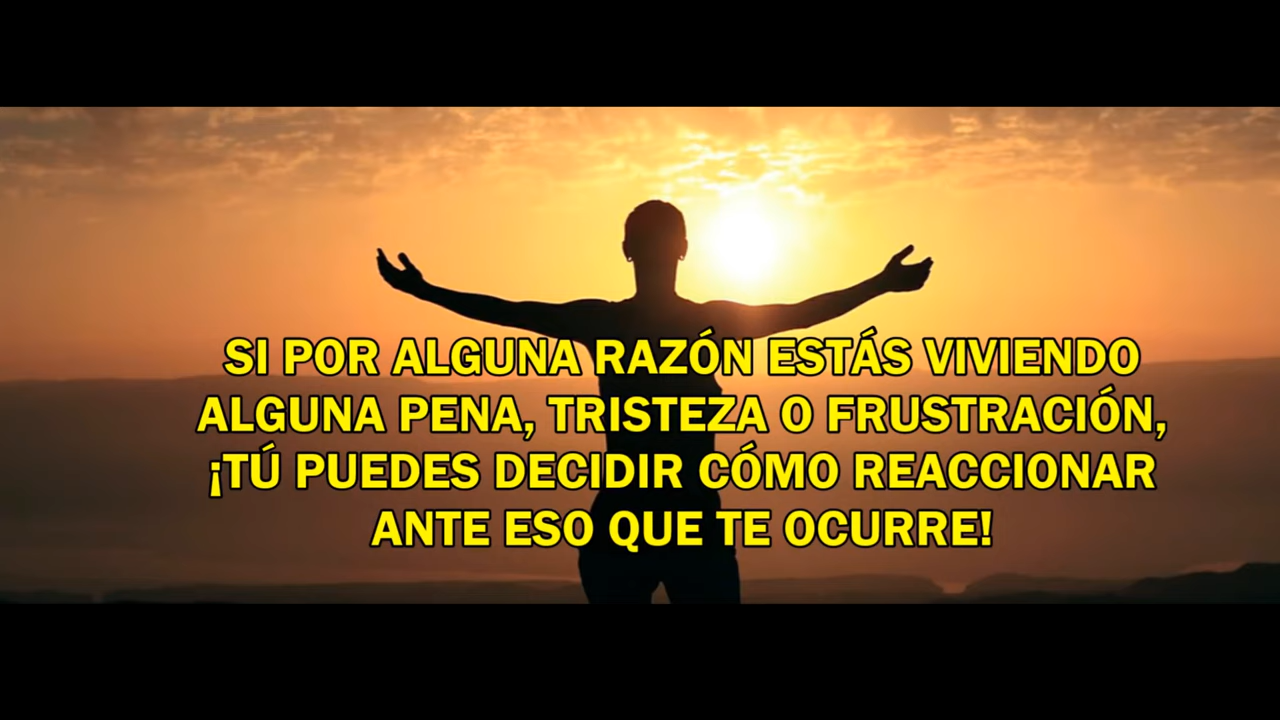 SI POR ALGUNA RAZÓN ESTÁS VIVIENDO
ALGUNA PENA, TRISTEZA O FRUSTRACIÓN,
¡TÚ PUEDES DECIDIR CÓMO REACCIONAR
ANTE ESO QUE TE OCURRE!